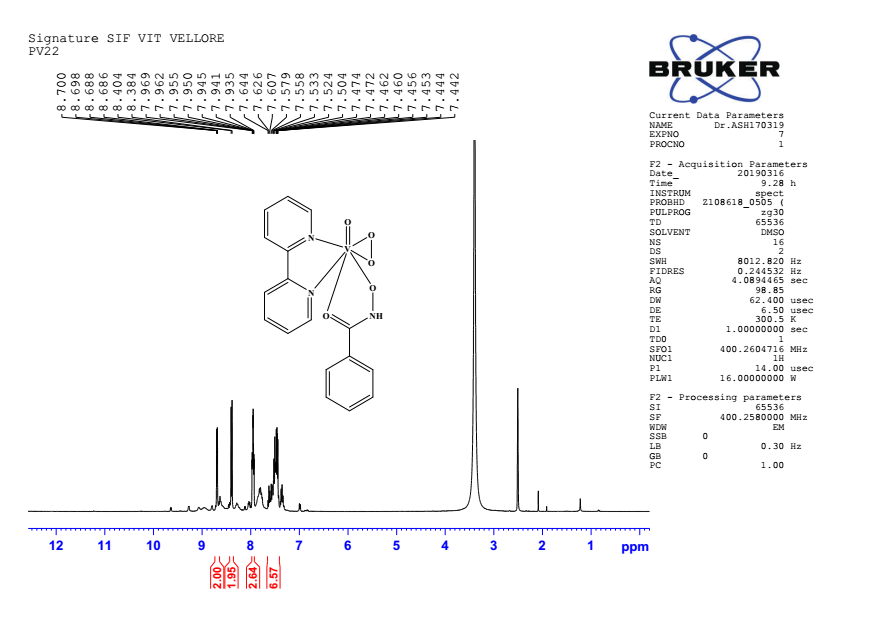 Signature SIF VIT VELLORE
PV22
8.700
8.698
8.688
8.686
8.404
8.384
7.969
7.962
7.955
7.950
7.945
7.941
7.935
7.644
7.626
7.607
7.579
7.558
7.533
7.524
7.504
7.474
7.472
7.462
7.460
7.456
7.453
7.444
7.442
BRUKER
Current Data Parameters
NAME Dr.ASH170319
EXPNO 7
PROCNO 1
F2 - Acquisition Parameters
Date_ 20190316
Time 9.28 h
INSTRUM spect
PROBHD Z108618_0505 (
PULPROG zg30
TD 65536
SOLVENT DMSO
NS 16
DS 2
SWH 8012.820 Hz
FIDRES 0.244532 Hz
AQ 4.0894465 sec
RG 98.85
DW 62.400 usec
DE 6.50 usec
TE 300.5 K
D1 1.00000000 sec
TD0 1
SFO1 400.2604716 MHz
NUC1 1H
P1 14.00 usec
PLW1 16.00000000 W
F2 - Processing parameters
SI 65536
SF 400.2580000 MHz
WDW EM
SSB 0
LB 0.30 Hz
GB 0
PC 1.00
O
N V O
O
O
N
O NH
12 11 10 9 8 7 6 5 4 3 2 1 ppm
2.00
1.95
2.64
6.57